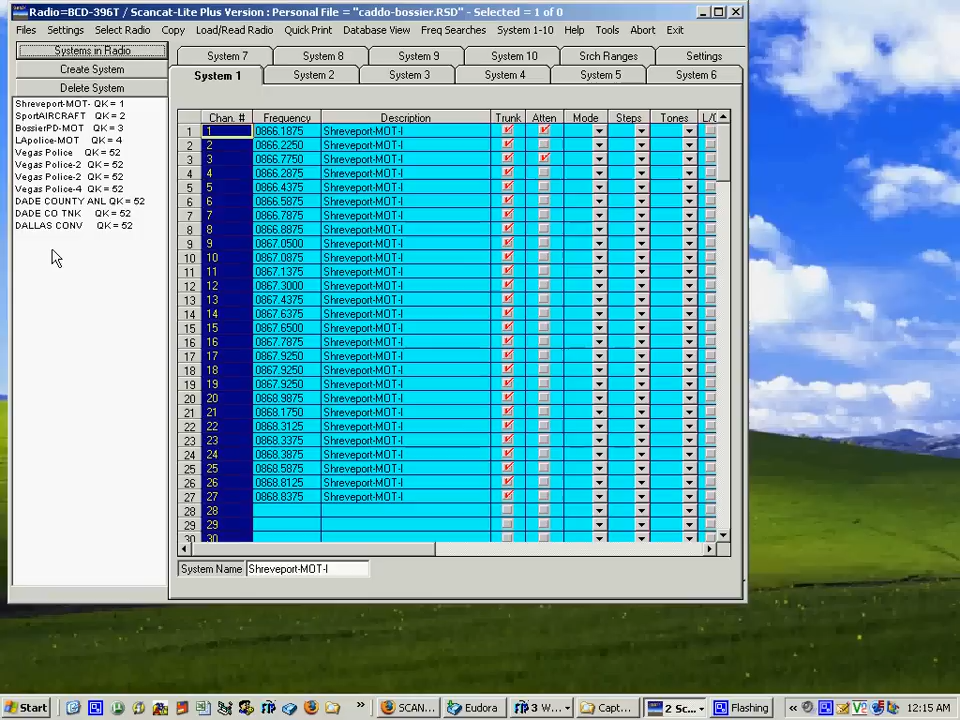 Radio=BCD-396T / Scancat-Lite Plus Version : Personal File = "caddo-bossier.RSD" - Selected = 1 of 0
Files Settings Select Radio Copy Load/Read Radio Quick Print Database View Freq Searches System 1-10 Help Tools Abort Exit
Systems in Radio
Create System
Delete System
Shreveport-MOT- QK = 1
SportAIRCRAFT QK = 2
BossierPD-MOT QK = 3
LApolice-MOT QK = 4
Vegas Police QK = 52
Vegas Police-2 QK = 52
Vegas Police-2 QK = 52
Vegas Police-4 QK = 52
DADE COUNTY ANL QK = 52
DADE CO TNK QK = 52
DALLAS CONV QK = 52
System 7 System 8 System 9 System 10 Srch Ranges Settings
System 1 System 2 System 3 System 4 System 5 System 6
Chan. # Frequency Description Trunk Atten Mode Steps Tones L/O
1 1 0866.1875 Shreveport-MOT-I
2 2 0866.2250 Shreveport-MOT-I
3 3 0866.7750 Shreveport-MOT-I
4 4 0866.2875 Shreveport-MOT-I
5 5 0866.4375 Shreveport-MOT-I
6 6 0866.5875 Shreveport-MOT-I
7 7 0866.7875 Shreveport-MOT-I
8 8 0866.8875 Shreveport-MOT-I
9 9 0867.0500 Shreveport-MOT-I
10 10 0867.0875 Shreveport-MOT-I
11 11 0867.1375 Shreveport-MOT-I
12 12 0867.3000 Shreveport-MOT-I
13 13 0867.4375 Shreveport-MOT-I
14 14 0867.6375 Shreveport-MOT-I
15 15 0867.6500 Shreveport-MOT-I
16 16 0867.7875 Shreveport-MOT-I
17 17 0867.9250 Shreveport-MOT-I
18 18 0867.9250 Shreveport-MOT-I
19 19 0867.9250 Shreveport-MOT-I
20 20 0868.9875 Shreveport-MOT-I
21 21 0868.1750 Shreveport-MOT-I
22 22 0868.3125 Shreveport-MOT-I
23 23 0868.3375 Shreveport-MOT-I
24 24 0868.3875 Shreveport-MOT-I
25 25 0868.5875 Shreveport-MOT-I
26 26 0868.8125 Shreveport-MOT-I
27 27 0868.8375 Shreveport-MOT-I
28 28
29 29
30 30
System Name Shreveport-MOT-I
Start » SCAN... Eudora 3 W... Capt... 2 Sc... Flashing « 12:15 AM